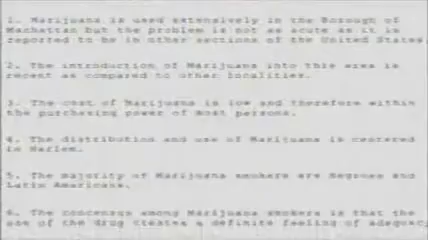 1. Marijuana is used extensively in the Borough of
Manhattan but the problem is not as acute as it is
reported to be in other sections of the United States.
2. The introduction of Marijuana into this area is
recent as compared to other localities.
3. The cost of Marijuana is low and therefore within
the purchasing power of most persons.
4. The distribution and use of Marijuana is centered
in Harlem.
5. The majority of Marijuana smokers are Negroes and
Latin Americans.
6. The concensus among Marijuana smokers is that the
use of the drug creates a definite feeling of adequacy.